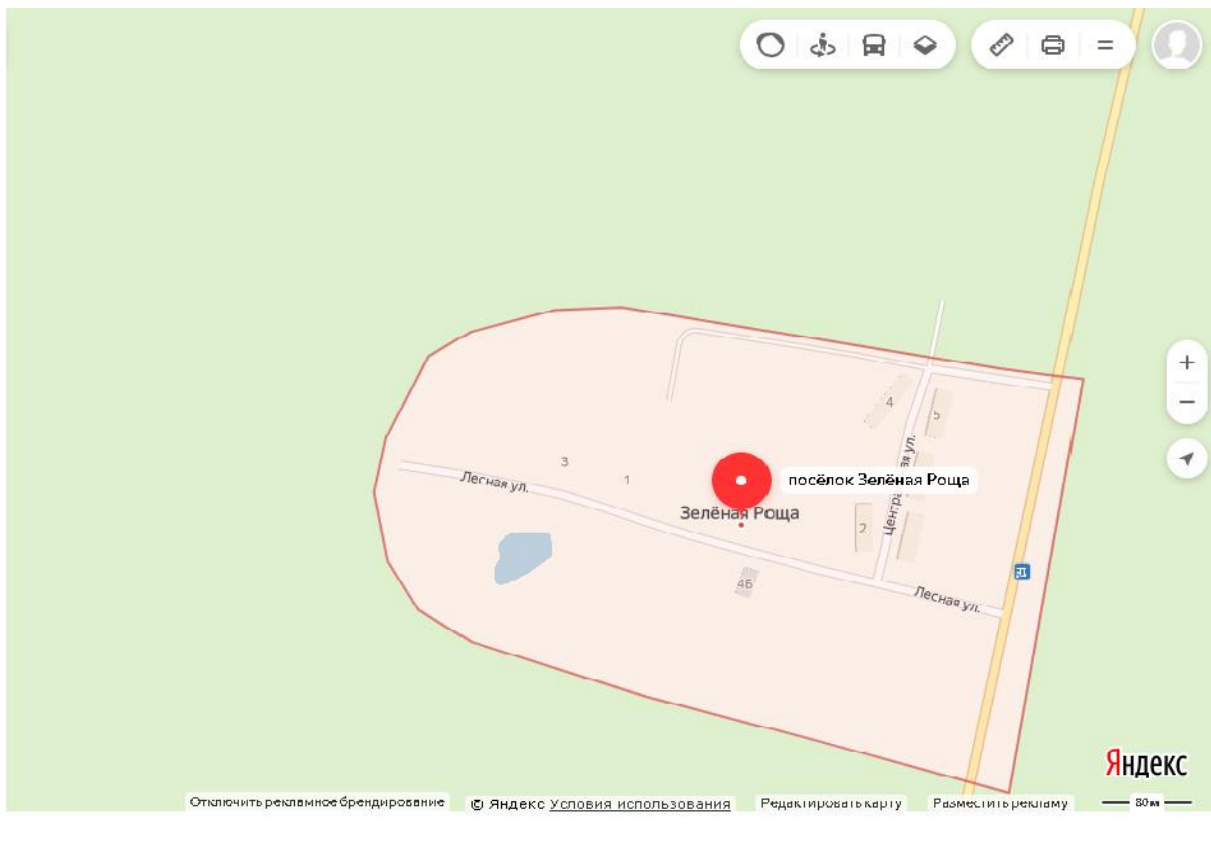 4
5
3
1
Лесная ул.
посёлок Зелёная Роща
Зелёная Роща
2
4Б
Лесная ул.
Яндекс
Отключить рекламное брендирование
© Яндекс Условия использования
Редактировать карту
Разместить рекламу
80 м